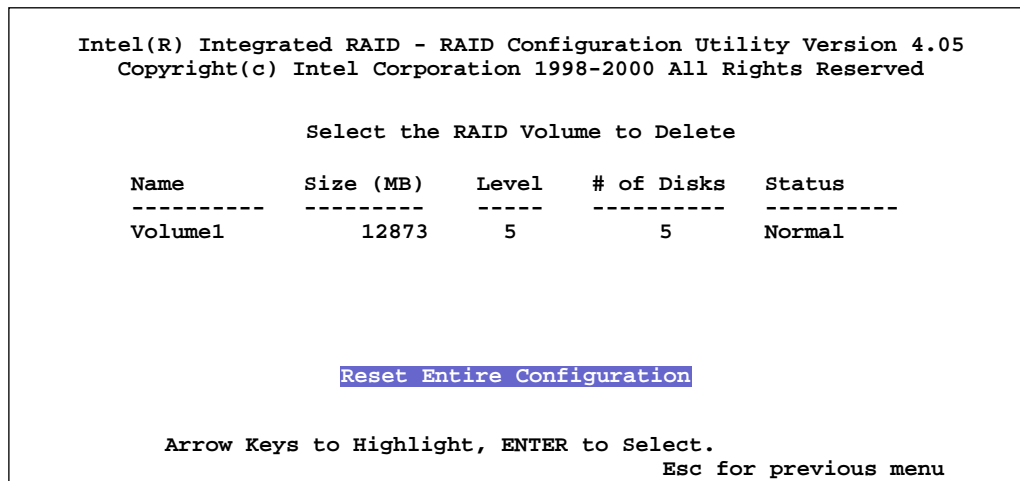 Intel(R) Integrated RAID - RAID Configuration Utility Version 4.05
Copyright(c) Intel Corporation 1998-2000 All Rights Reserved
Select the RAID Volume to Delete
Name Size (MB) Level # of Disks Status
---------- --------- ----- ---------- ----------
Volume1 12873 5 5 Normal
Reset Entire Configuration
Arrow Keys to Highlight, ENTER to Select.
Esc for previous menu